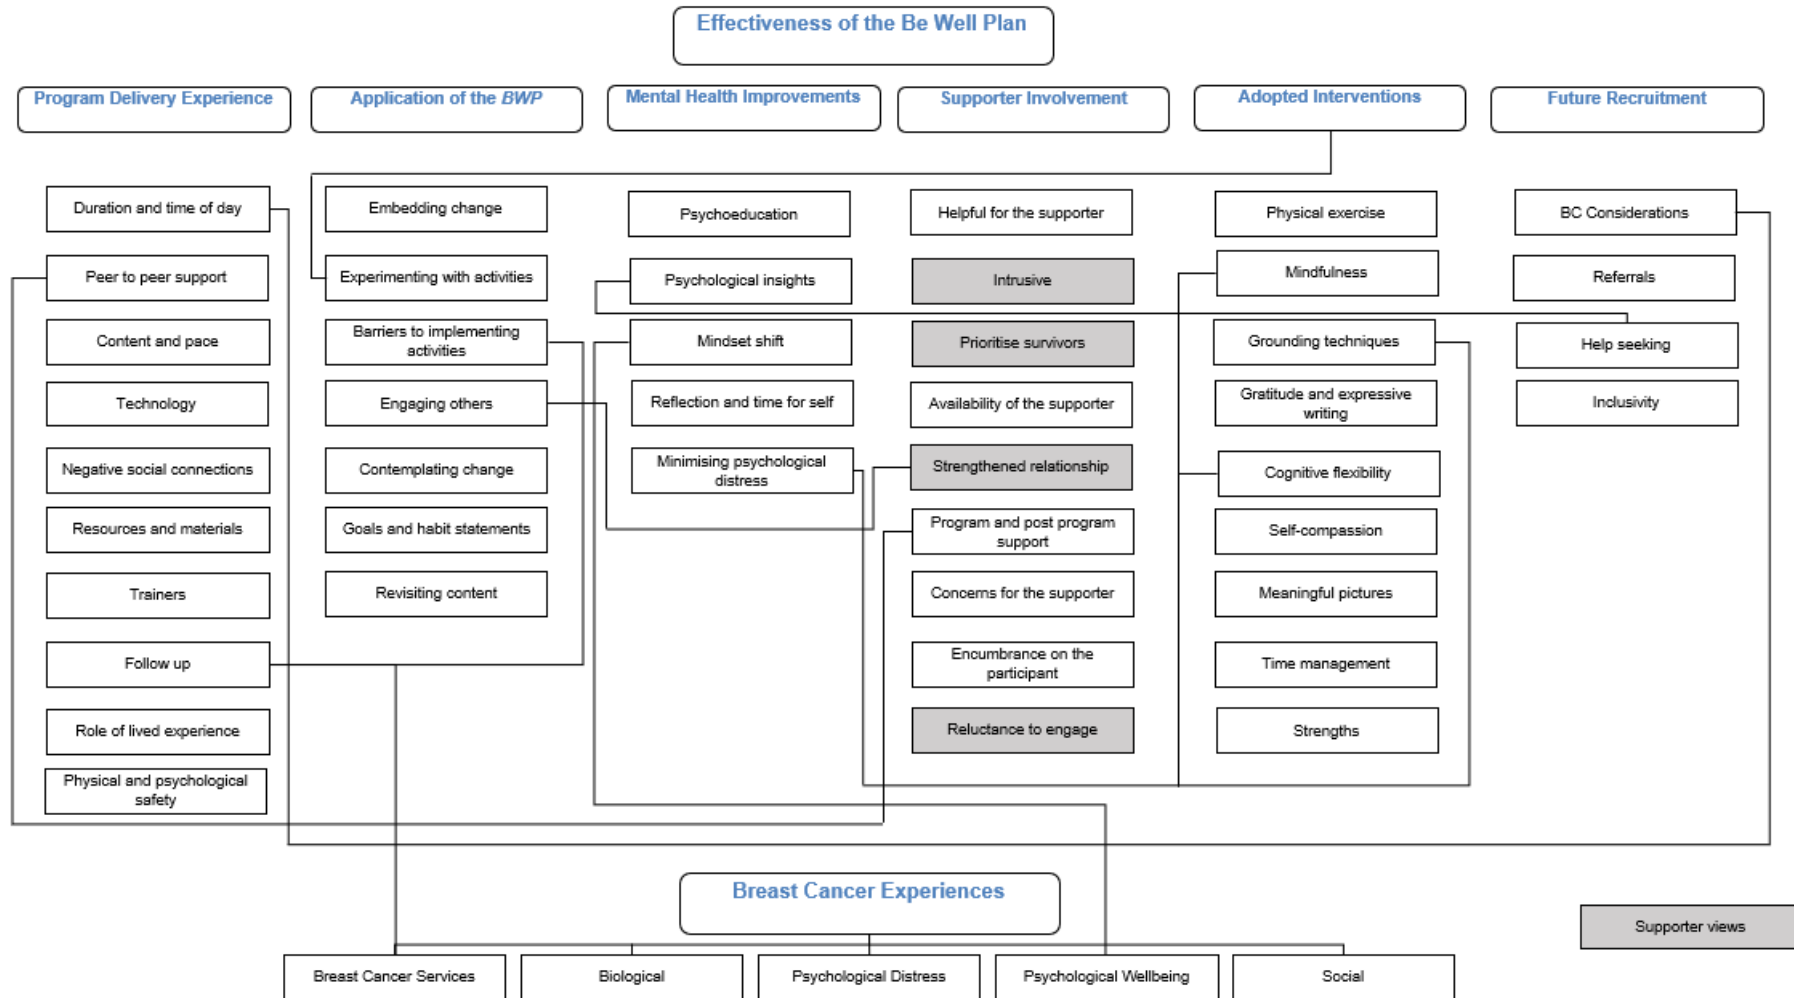 Effectiveness of the Be Well Plan
Program Delivery Experience
Application of the BWP
Mental Health Improvements
Supporter Involvement
Adopted Interventions
Future Recruitment
Duration and time of day
Peer to peer support
Content and pace
Technology
Negative social connections
Resources and materials
Trainers
Follow up
Role of lived experience
Physical and psychological
safety
Embedding change
Experimenting with activities
Barriers to implementing
activities
Engaging others
Contemplating change
Goals and habit statements
Revisiting content
Psychoeducation
Psychological insights
Mindset shift
Reflection and time for self
Minimising psychological
distress
Helpful for the supporter
Intrusive
Prioritise survivors
Availability of the supporter
Strengthened relationship
Program and post program
support
Concerns for the supporter
Encumbrance on the
participant
Reluctance to engage
Physical exercise
Mindfulness
Grounding techniques
Gratitude and expressive
writing
Cognitive flexibility
Self-compassion
Meaningful pictures
Time management
Strengths
BC Considerations
Referrals
Help seeking
Inclusivity
Breast Cancer Experiences
Supporter views
Breast Cancer Services
Biological
Psychological Distress
Psychological Wellbeing
Social